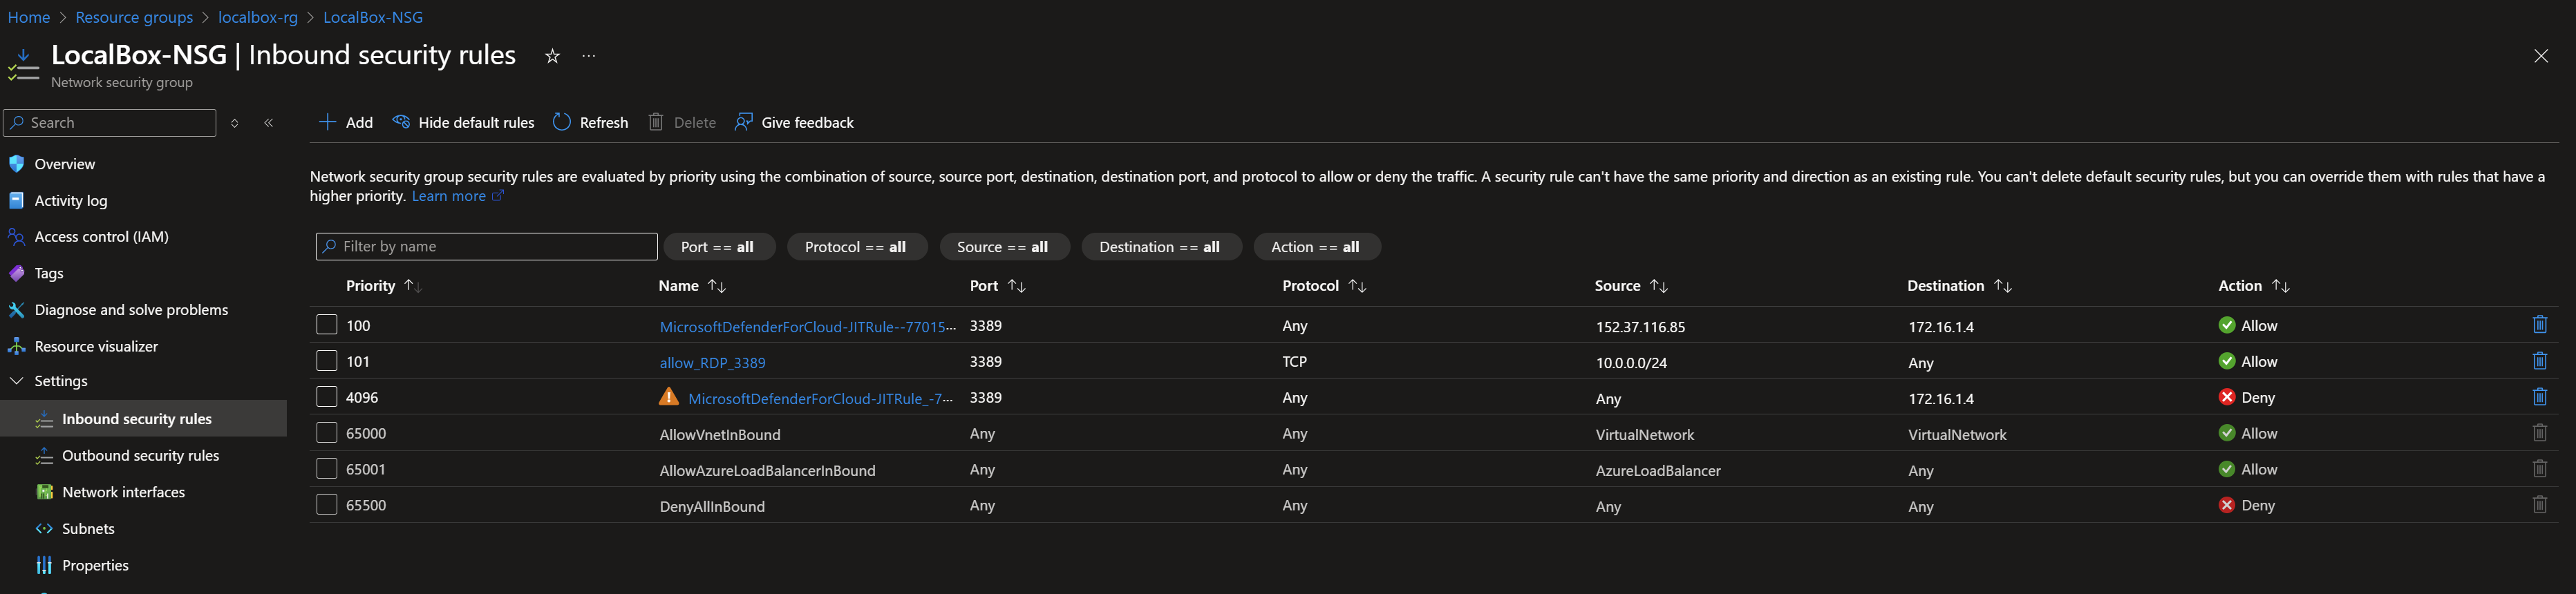 Home > Resource groups > localbox-rg > LocalBox-NSG
LocalBox-NSG | Inbound security rules ☆ ...
Network security group
Search
Add Hide default rules Refresh Delete Give feedback
Overview
Activity log
Access control (IAM)
Tags
Diagnose and solve problems
Resource visualizer
Settings
Inbound security rules
Outbound security rules
Network interfaces
Subnets
Properties
Network security group security rules are evaluated by priority using the combination of source, source port, destination, destination port, and protocol to allow or deny the traffic. A security rule can't have the same priority and direction as an existing rule. You can't delete default security rules, but you can override them with rules that have a
higher priority. Learn more
Filter by name Port == all Protocol == all Source == all Destination == all Action == all
Priority ↑↓ Name ↑↓ Port ↑↓ Protocol ↑↓ Source ↑↓ Destination ↑↓ Action ↑↓
100 MicrosoftDefenderForCloud-JITRule--77015... 3389 Any 152.37.116.85 172.16.1.4 Allow
101 allow_RDP_3389 3389 TCP 10.0.0.0/24 Any Allow
4096 MicrosoftDefenderForCloud-JITRule_-7... 3389 Any Any 172.16.1.4 Deny
65000 AllowVnetInBound Any Any VirtualNetwork VirtualNetwork Allow
65001 AllowAzureLoadBalancerInBound Any Any AzureLoadBalancer Any Allow
65500 DenyAllInBound Any Any Any Any Deny